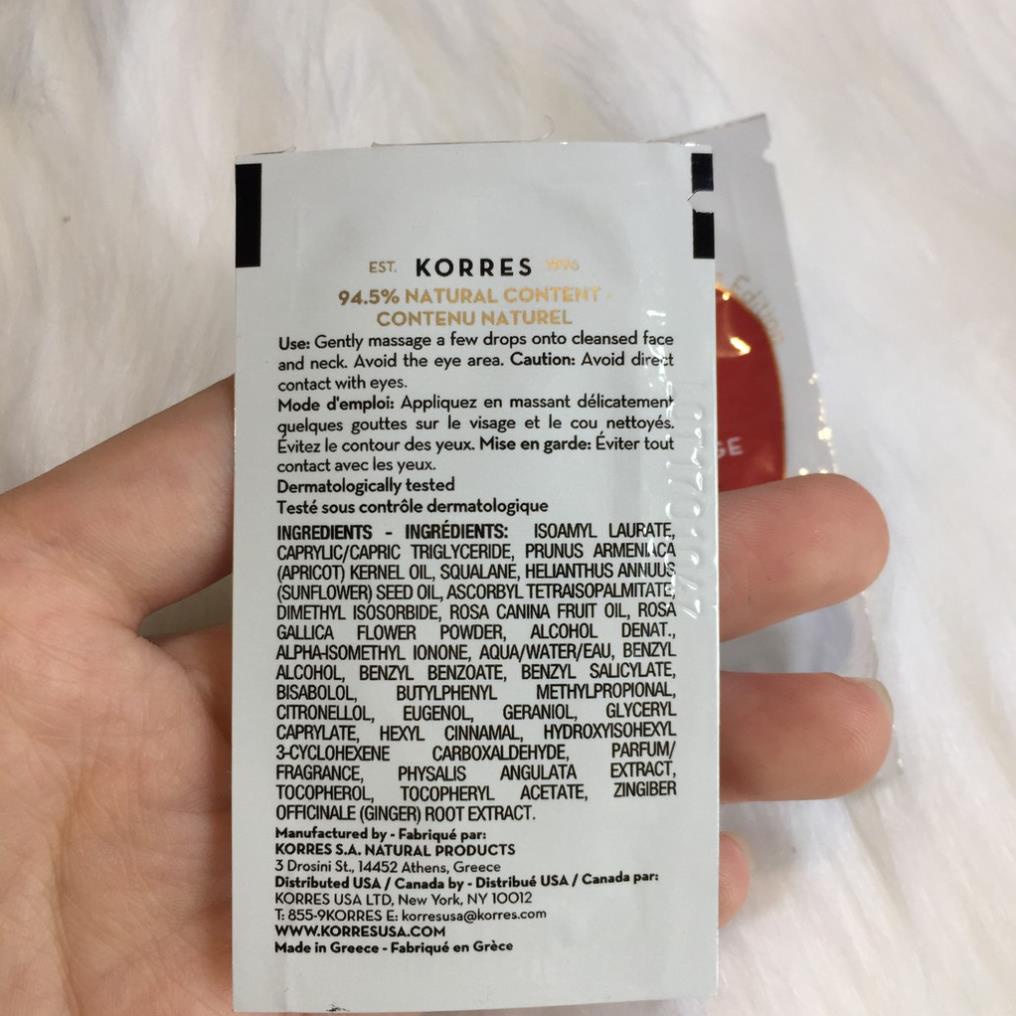 EST. KORRES 1996
94.5% NATURAL CONTENT -
CONTENU NATUREL
Use: Gently massage a few drops onto cleansed face
and neck. Avoid the eye area. Caution: Avoid direct
contact with eyes.
Mode d'emploi: Appliquez en massant délicatement
quelques gouttes sur le visage et le cou nettoyés.
Évitez le contour des yeux. Mise en garde: Éviter tout
contact avec les yeux.
Dermatologically tested
Testé sous contrôle dermatologique
INGREDIENTS - INGRÉDIENTS: ISOAMYL LAURATE,
CAPRYLIC/CAPRIC TRIGLYCERIDE, PRUNUS ARMENIACA
(APRICOT) KERNEL OIL, SQUALANE, HELIANTHUS ANNUUS
(SUNFLOWER) SEED OIL, ASCORBYL TETRAISOPALMITATE,
DIMETHYL ISOSORBIDE, ROSA CANINA FRUIT OIL, ROSA
GALLICA FLOWER POWDER, ALCOHOL DENAT.,
ALPHA-ISOMETHYL IONONE, AQUA/WATER/EAU, BENZYL
ALCOHOL, BENZYL BENZOATE, BENZYL SALICYLATE,
BISABOLOL, BUTYLPHENYL METHYLPROPIONAL,
CITRONELLOL, EUGENOL, GERANIOL, GLYCERYL
CAPRYLATE, HEXYL CINNAMAL, HYDROXYISOHEXYL
3-CYCLOHEXENE CARBOXALDEHYDE, PARFUM/
FRAGRANCE, PHYSALIS ANGULATA EXTRACT,
TOCOPHEROL, TOCOPHERYL ACETATE, ZINGIBER
OFFICINALE (GINGER) ROOT EXTRACT.
Manufactured by - Fabriqué par:
KORRES S.A. NATURAL PRODUCTS
3 Drosini St., 14452 Athens, Greece
Distributed USA / Canada by - Distribué USA / Canada par:
KORRES USA LTD, New York, NY 10012
T: 855-9KORRES E: korresusa@korres.com
WWW.KORRESUSA.COM
Made in Greece - Fabriqué en Grèce
Edition